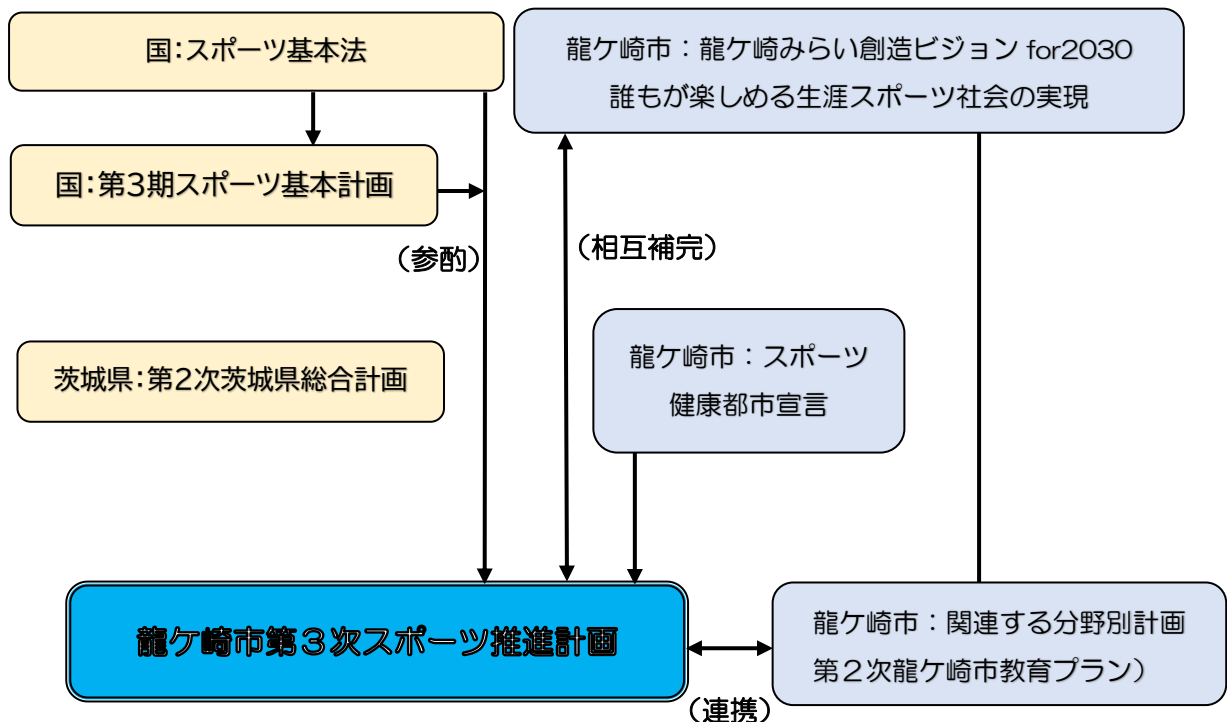 国:スポーツ基本法
龍ケ崎市：龍ケ崎みらい創造ビジョン for2030
誰もが楽しめる生涯スポーツ社会の実現
国:第3期スポーツ基本計画
（参酌）
（相互補完）
茨城県:第2次茨城県総合計画
龍ケ崎市：スポーツ
健康都市宣言
龍ケ崎市第３次スポーツ推進計画
龍ケ崎市：関連する分野別計画
第２次龍ケ崎市教育プラン）
（連携）